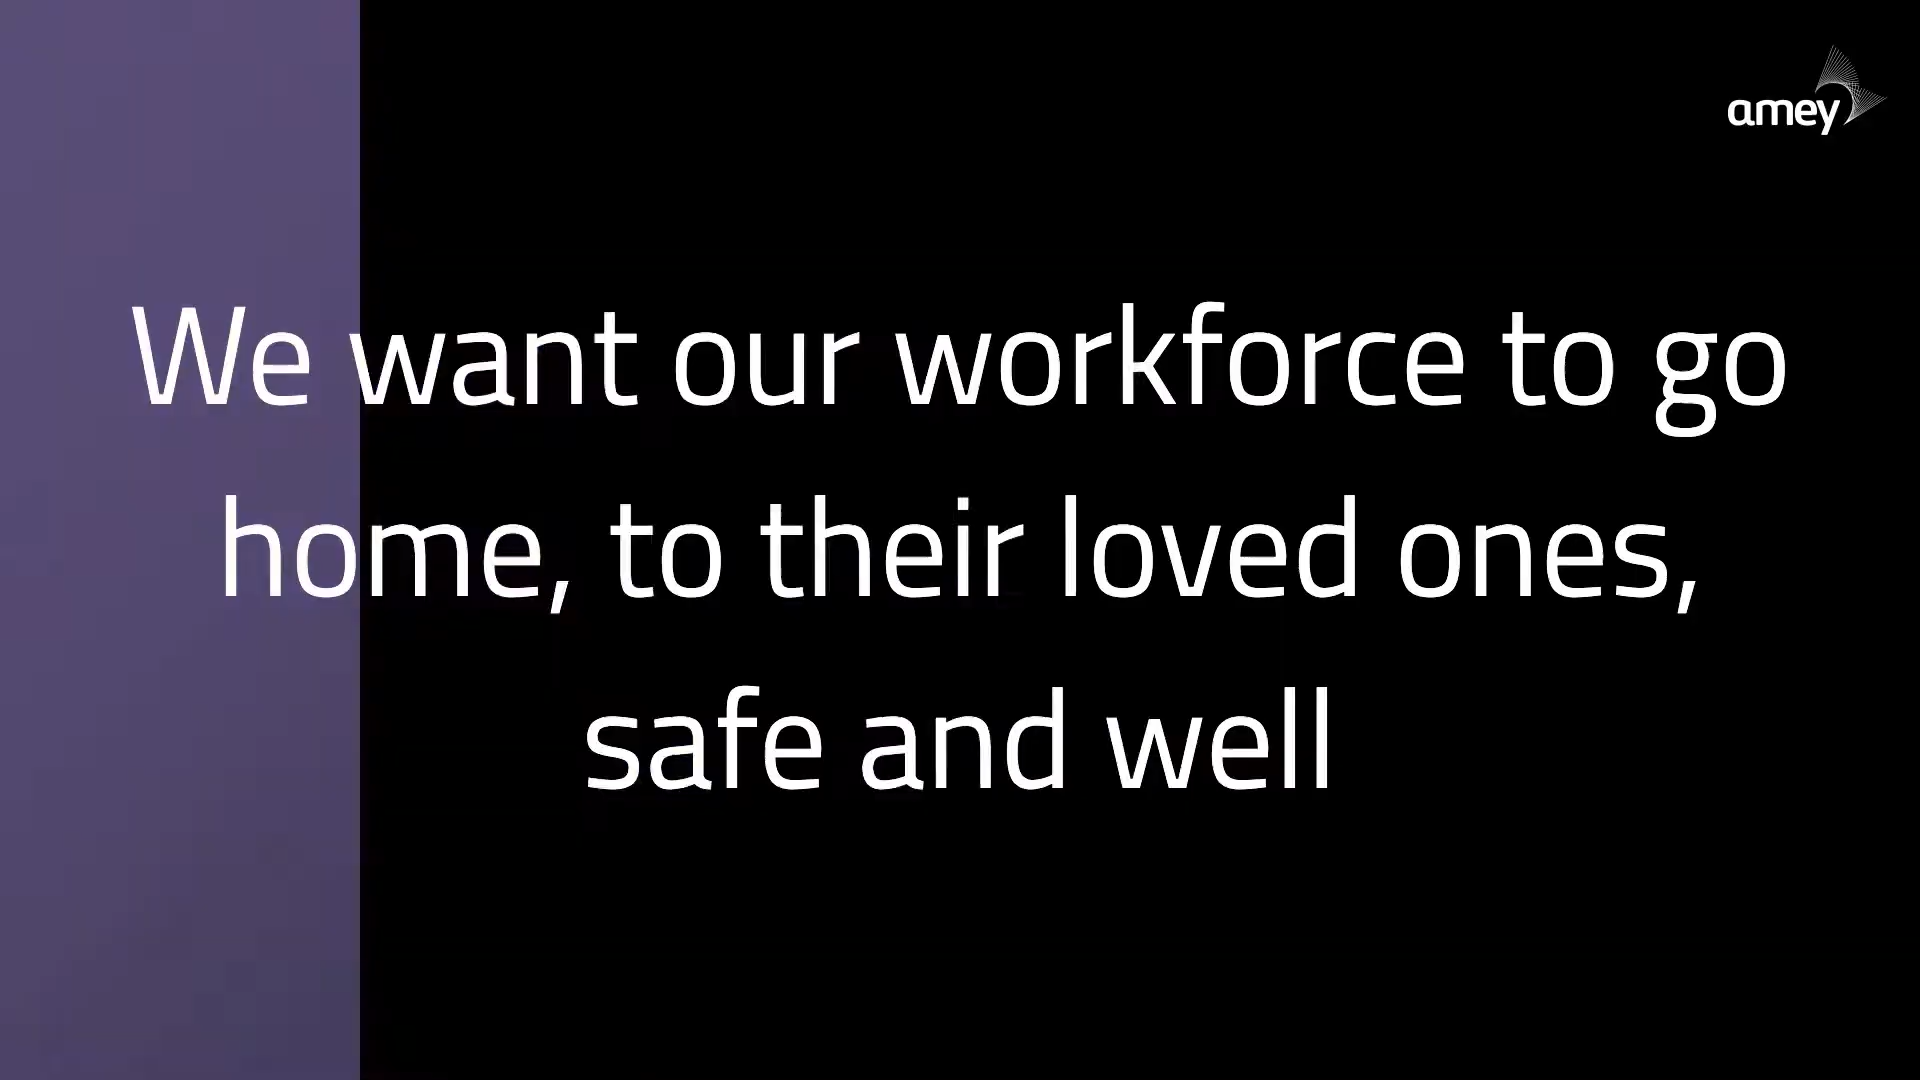 amey
We want our workforce to go
home, to their loved ones,
safe and well